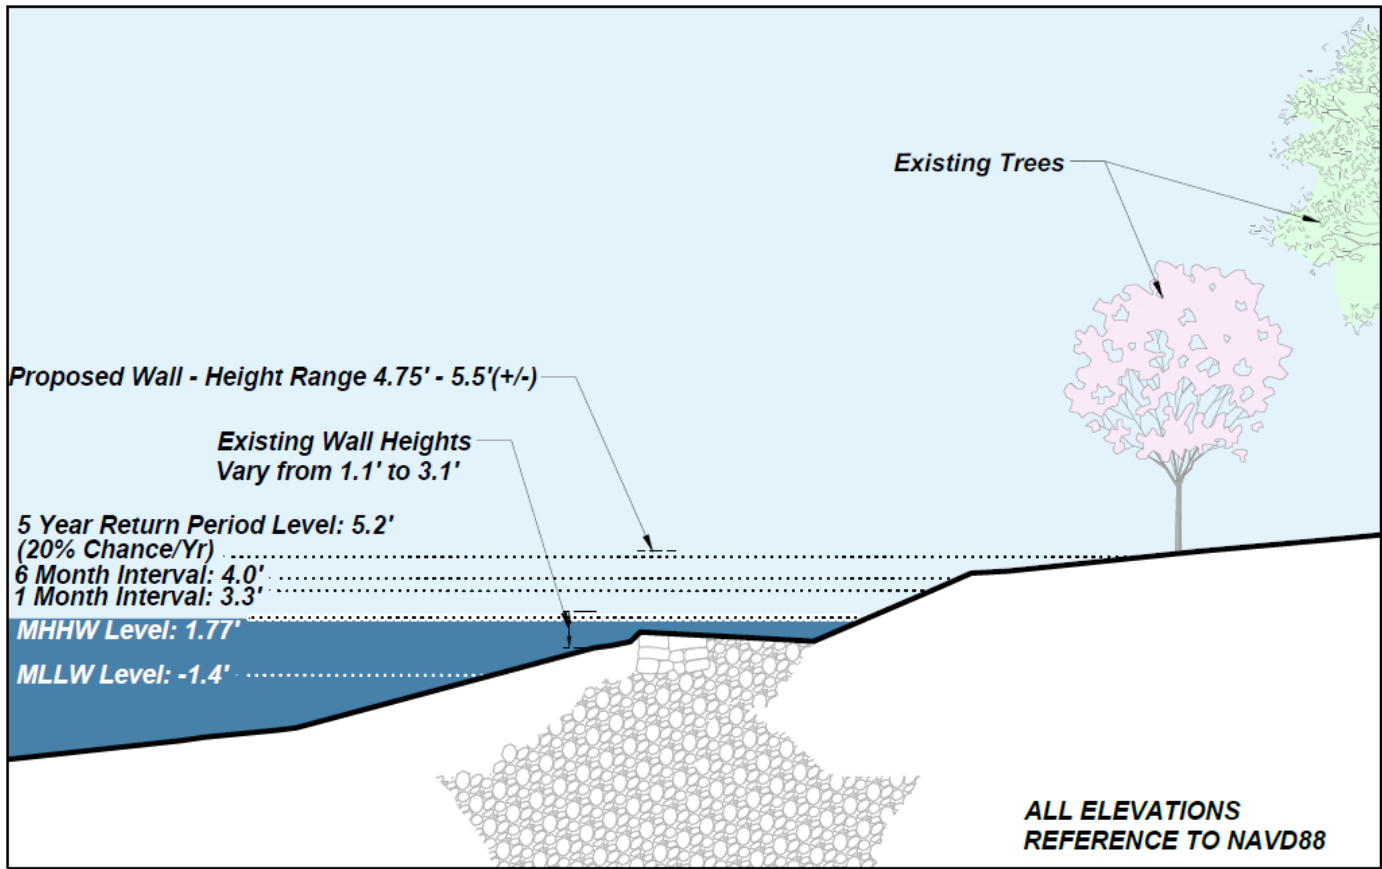 Existing Trees
Proposed Wall - Height Range 4.75' - 5.5'(+/-)
Existing Wall Heights
Vary from 1.1' to 3.1'
5 Year Return Period Level: 5.2'
(20% Chance/Yr)
6 Month Interval: 4.0'
1 Month Interval: 3.3'
MHHW Level: 1.77'
MLLW Level: -1.4'
ALL ELEVATIONS
REFERENCE TO NAVD88